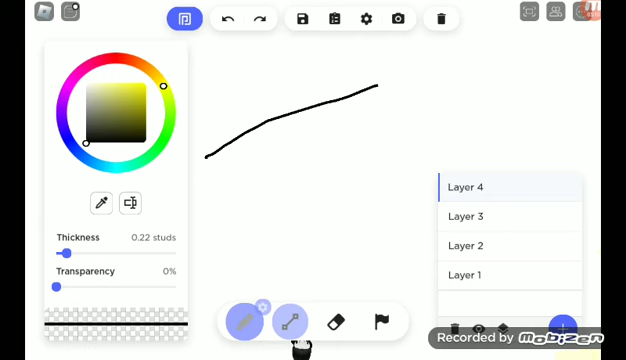 Thickness 0.22 studs
Transparency 0%
Layer 4
Layer 3
Layer 2
Layer 1
Recorded by mobizen